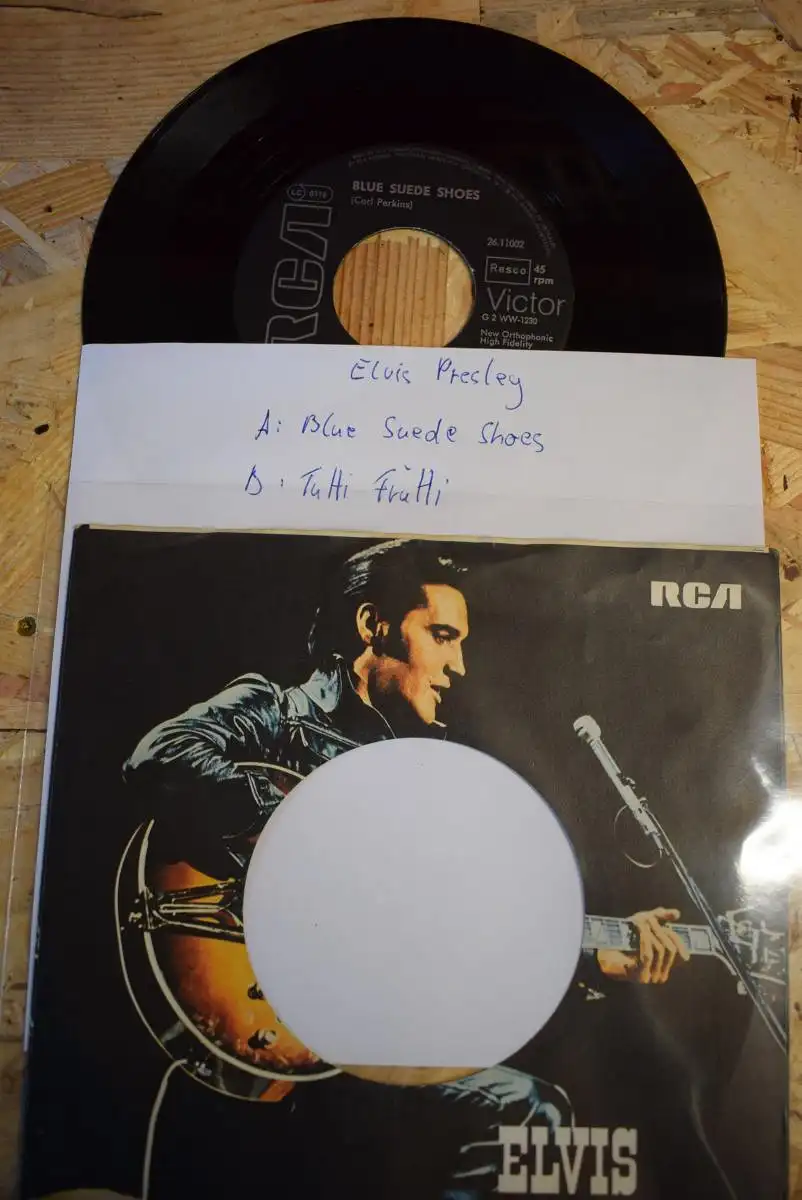 BLUE SUEDE SHOES
(Carl Perkins)
LC 0116
RCA
26.11002
Resco
45
rpm
Victor
G 2 WW-1230
New Orthophonic
High Fidelity
Elvis Presley
A: Blue Suede Shoes
B: Tutti Frutti
RCA
ELVIS